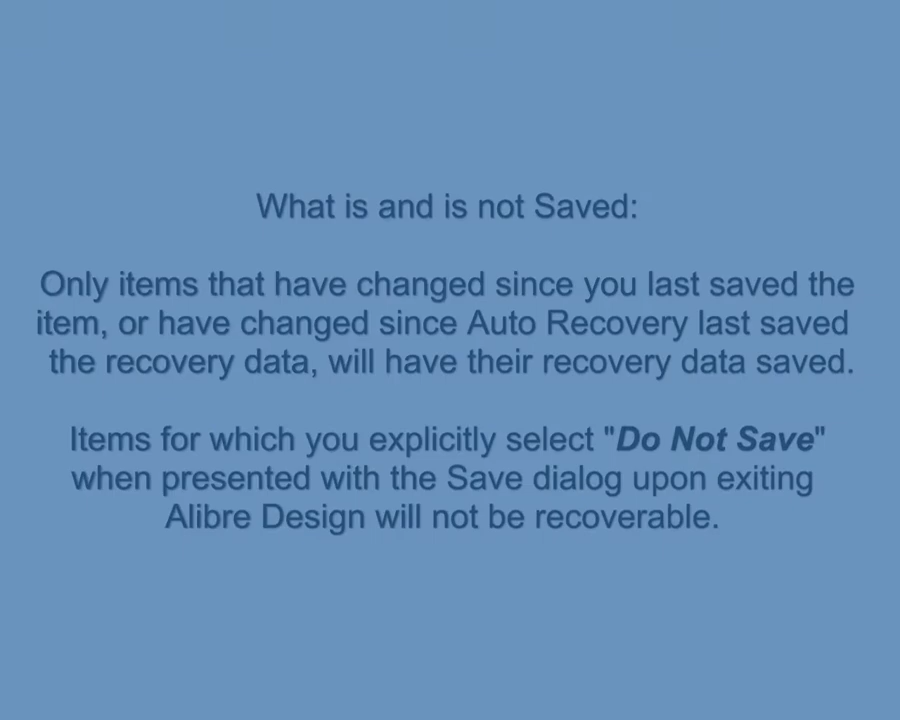 What is and is not Saved:
Only items that have changed since you last saved the
item, or have changed since Auto Recovery last saved
the recovery data, will have their recovery data saved.
Items for which you explicitly select "Do Not Save"
when presented with the Save dialog upon exiting
Alibre Design will not be recoverable.